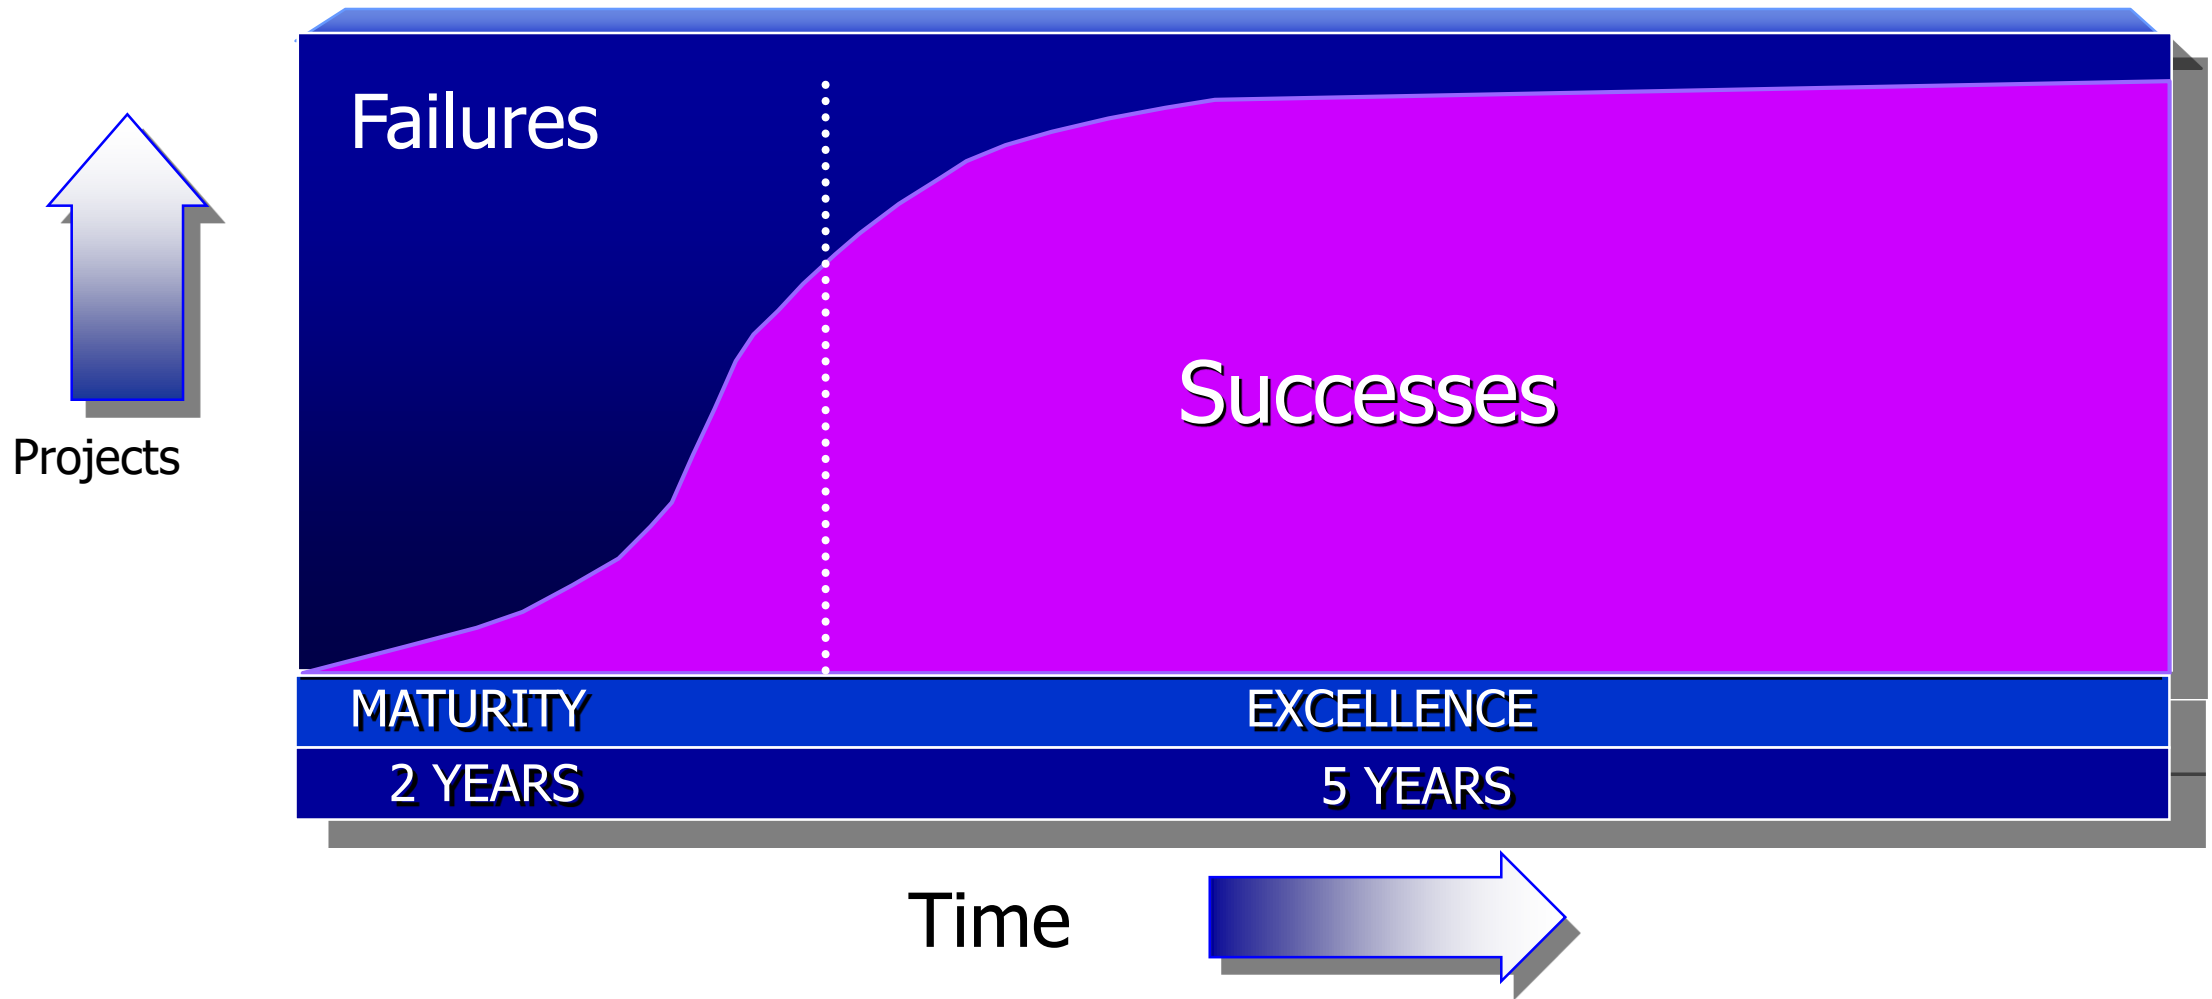 Failures
Projects
Successes
MATURITY
EXCELLENCE
2 YEARS
5 YEARS
Time